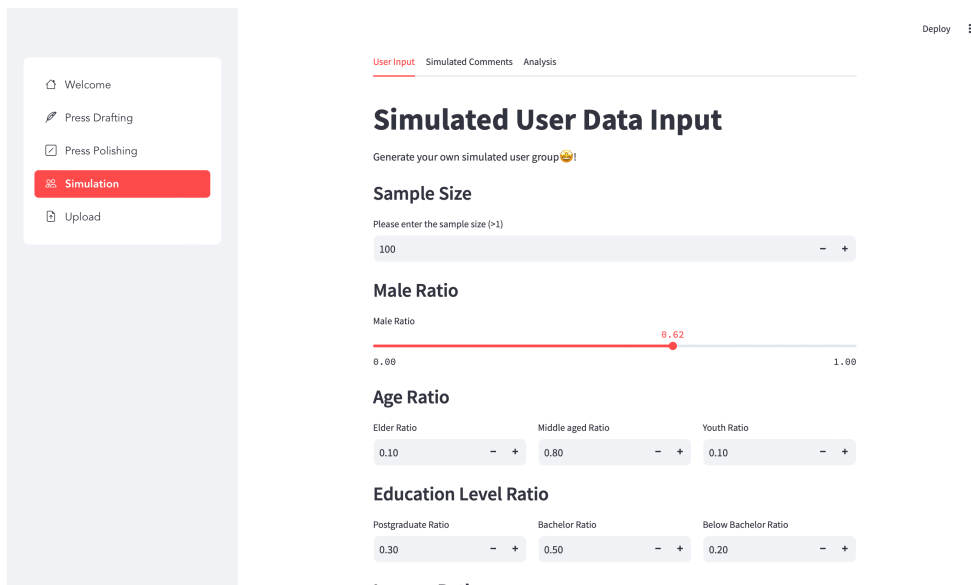 Deploy
Welcome
Press Drafting
Press Polishing
Simulation
Upload
User Input Simulated Comments Analysis
Simulated User Data Input
Generate your own simulated user group🤩!
Sample Size
Please enter the sample size (>1)
100 − +
Male Ratio
Male Ratio
0.62
0.00 1.00
Age Ratio
Elder Ratio Middle aged Ratio Youth Ratio
0.10 − + 0.80 − + 0.10 − +
Education Level Ratio
Postgraduate Ratio Bachelor Ratio Below Bachelor Ratio
0.30 − + 0.50 − + 0.20 − +